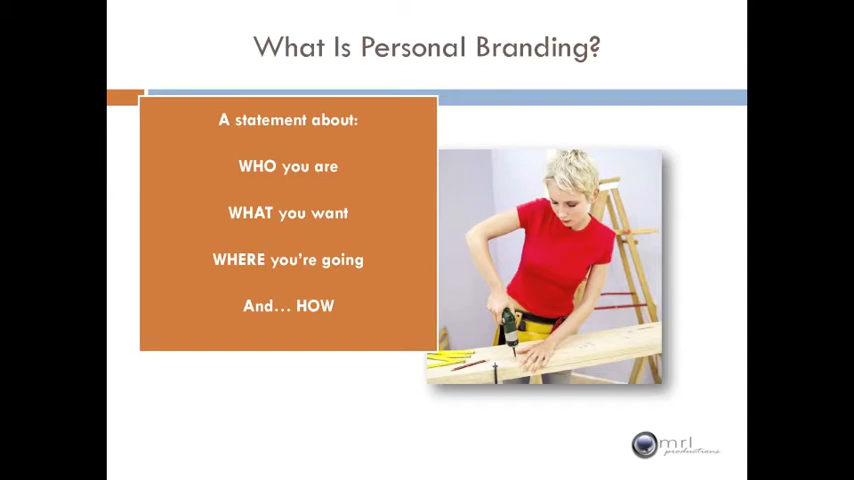 What Is Personal Branding?
A statement about:
WHO you are
WHAT you want
WHERE you're going
And... HOW
mrl
productions